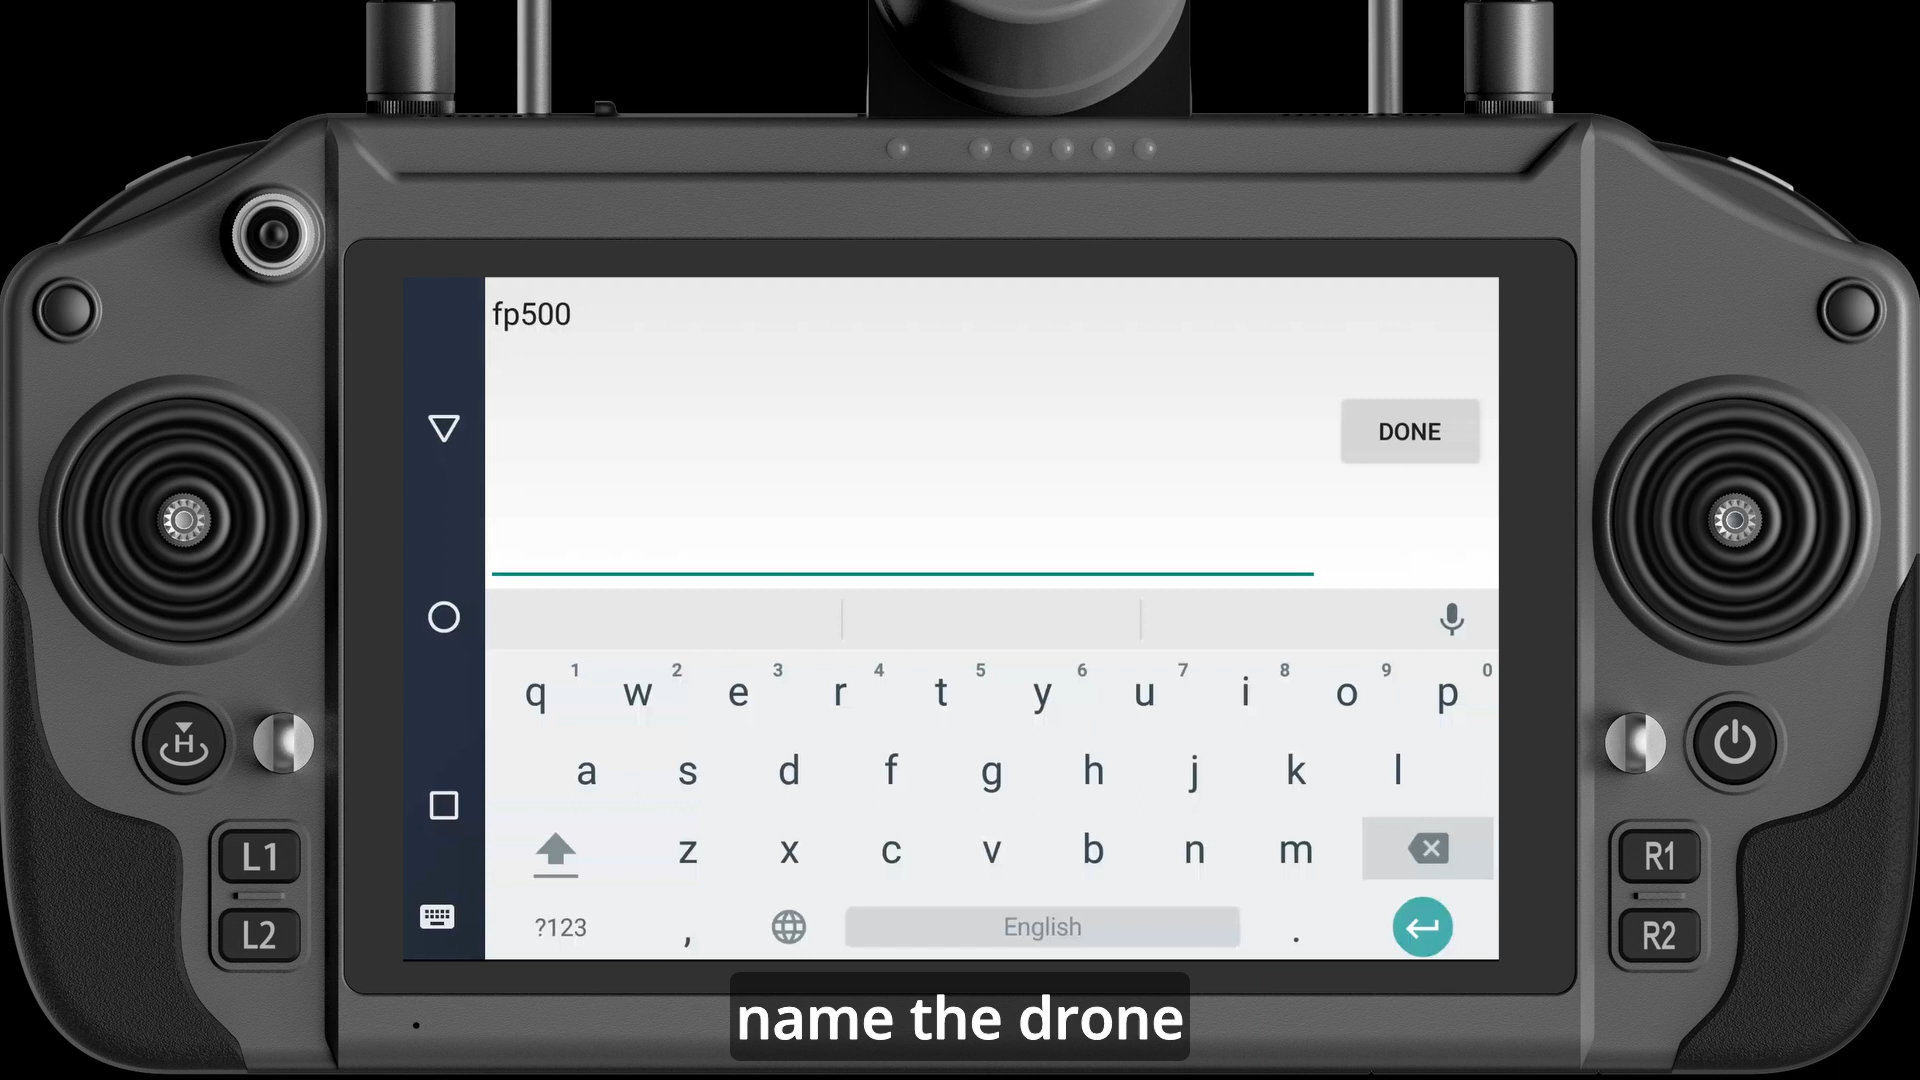 fp500
DONE
1 2 3 4 5 6 7 8 9 0
q w e r t y u i o p
a s d f g h j k l
z x c v b n m
?123 , English .
H
L1
L2
R1
R2
name the drone